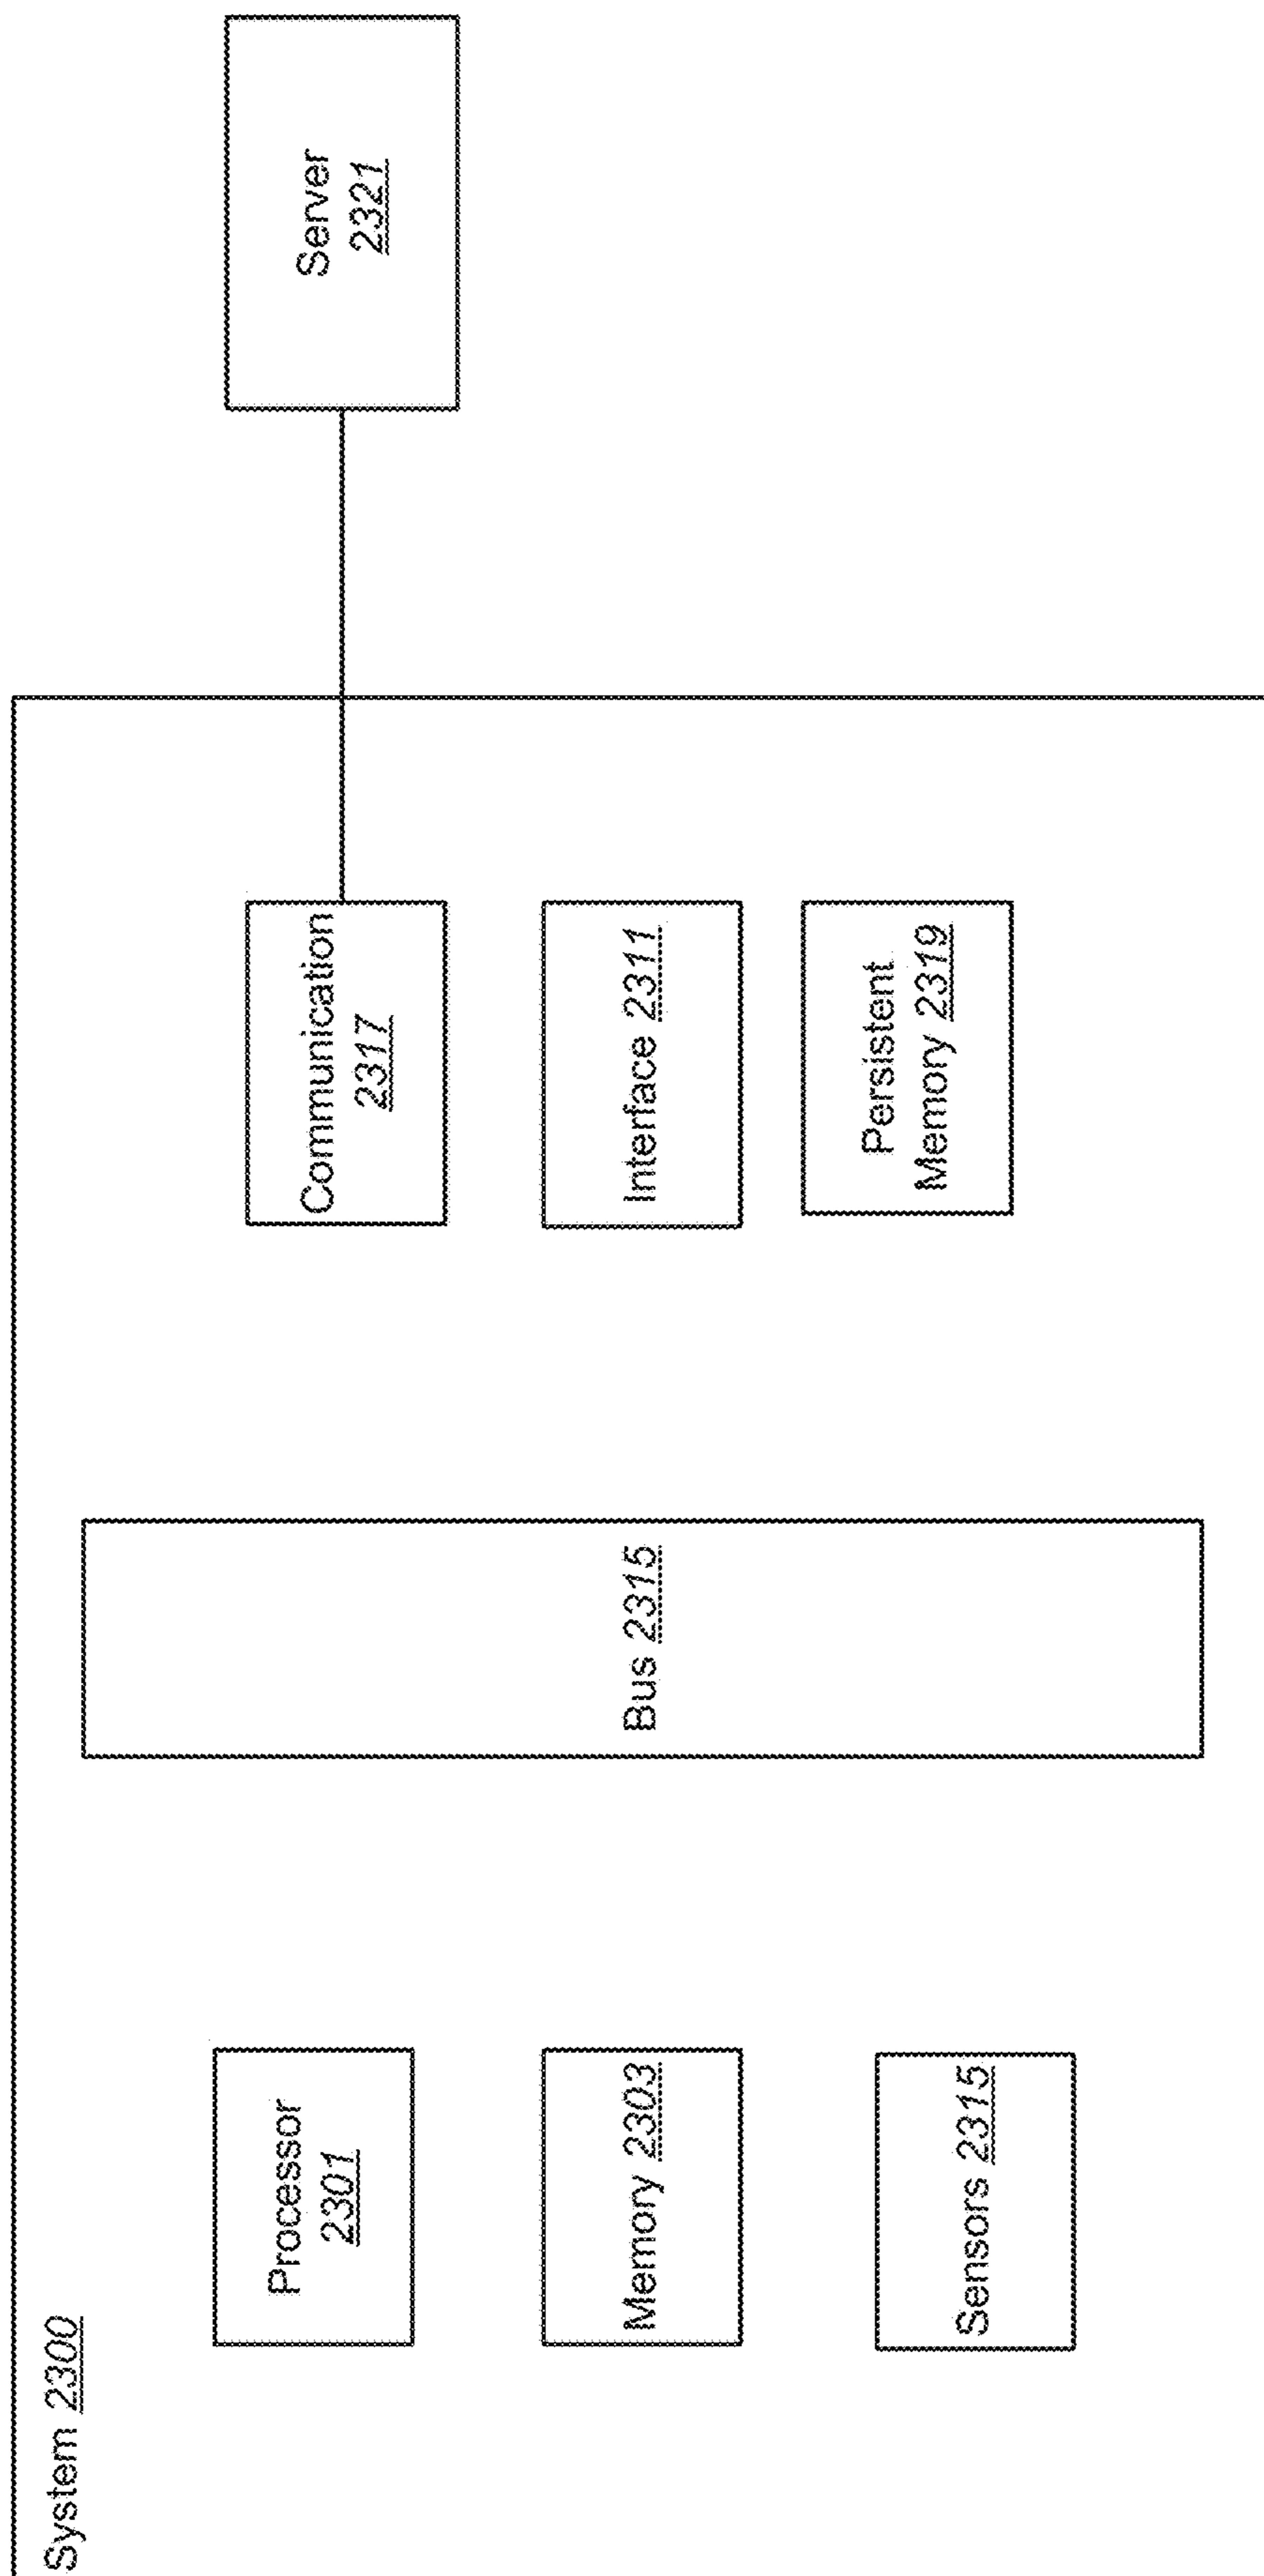 System 2300
Processor
2301
Memory 2303
Sensors 2315
Bus 2315
Communication
2317
Interface 2311
Persistent
Memory 2319
Server
2321